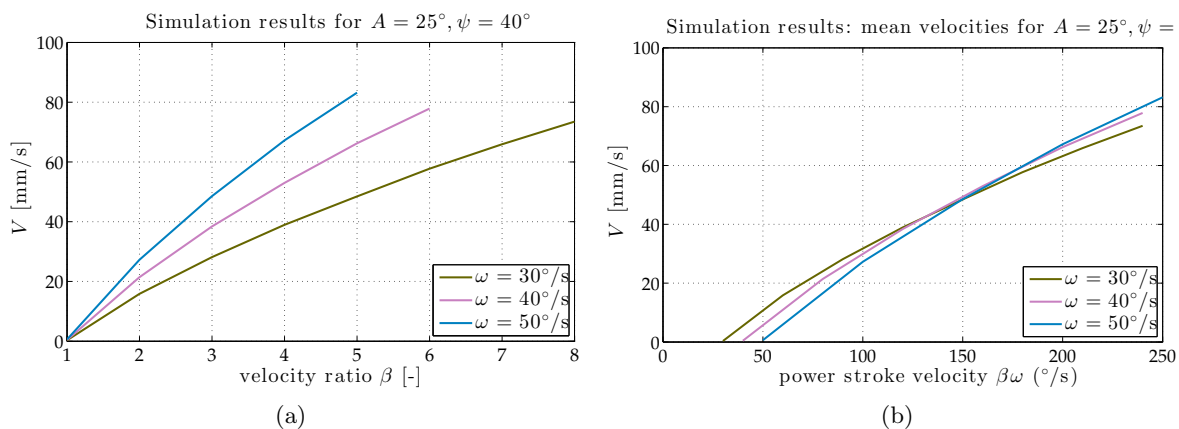 Simulation results for A = 25°, ψ = 40°
100
80
60
40
20
0
V [mm/s]
ω = 30°/s
ω = 40°/s
ω = 50°/s
1 2 3 4 5 6 7 8
velocity ratio β [-]
(a)
Simulation results: mean velocities for A = 25°, ψ =
100
80
60
40
20
0
V [mm/s]
ω = 30°/s
ω = 40°/s
ω = 50°/s
0 50 100 150 200 250
power stroke velocity βω (°/s)
(b)